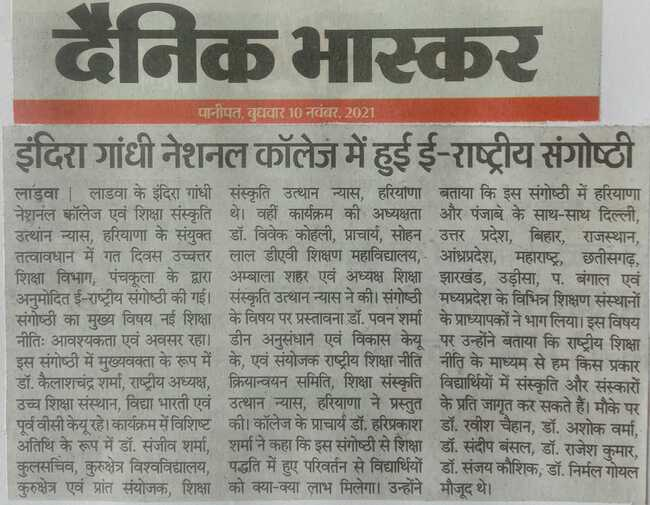 दैनिक भास्कर
पानीपत, बुधवार 10 नवंबर, 2021
इंदिरा गांधी नेशनल कॉलेज में हुई ई-राष्ट्रीय संगोष्ठी
लाडवा | लाडवा के इंदिरा गांधी
नेशनल कॉलेज एवं शिक्षा संस्कृति
उत्थान न्यास, हरियाणा के संयुक्त
तत्वावधान में गत दिवस उच्चत्तर
शिक्षा विभाग, पंचकूला के द्वारा
अनुमोदित ई-राष्ट्रीय संगोष्ठी की गई।
संगोष्ठी का मुख्य विषय नई शिक्षा
नीतिः आवश्यकता एवं अवसर रहा।
इस संगोष्ठी में मुख्यवक्ता के रूप में
डॉ. कैलाशचंद्र शर्मा, राष्ट्रीय अध्यक्ष,
उच्च शिक्षा संस्थान, विद्या भारती एवं
पूर्व वीसी केयू रहे। कार्यक्रम में विशिष्ट
अतिथि के रूप में डॉ. संजीव शर्मा,
कुलसचिव, कुरुक्षेत्र विश्वविद्यालय,
कुरुक्षेत्र एवं प्रांत संयोजक, शिक्षा
संस्कृति उत्थान न्यास, हरियाणा
थे। वहीं कार्यक्रम की अध्यक्षता
डॉ. विवेक कोहली, प्राचार्य, सोहन
लाल डीएवी शिक्षण महाविद्यालय,
अम्बाला शहर एवं अध्यक्ष शिक्षा
संस्कृति उत्थान न्यास ने की। संगोष्ठी
के विषय पर प्रस्तावना डॉ. पवन शर्मा
डीन अनुसंधान एवं विकास केयू
के, एवं संयोजक राष्ट्रीय शिक्षा नीति
क्रियान्वयन समिति, शिक्षा संस्कृति
उत्थान न्यास, हरियाणा ने प्रस्तुत
की। कॉलेज के प्राचार्य डॉ. हरिप्रकाश
शर्मा ने कहा कि इस संगोष्ठी से शिक्षा
पद्धति में हुए परिवर्तन से विद्यार्थियों
को क्या-क्या लाभ मिलेगा। उन्होंने
बताया कि इस संगोष्ठी में हरियाणा
और पंजाबे के साथ-साथ दिल्ली,
उत्तर प्रदेश, बिहार, राजस्थान,
आंध्रप्रदेश, महाराष्ट्र, छतीसगढ़,
झारखंड, उड़ीसा, प. बंगाल एवं
मध्यप्रदेश के विभित्र शिक्षण संस्थानों
के प्राध्यापकों ने भाग लिया। इस विषय
पर उन्होंने बताया कि राष्ट्रीय शिक्षा
नीति के माध्यम से हम किस प्रकार
विद्यार्थियों में संस्कृति और संस्कारों
के प्रति जागृत कर सकते हैं। मौके पर
डॉ. रवीश चैहान, डॉ. अशोक वर्मा,
डॉ. संदीप बंसल, डॉ. राजेश कुमार,
डॉ. संजय कौशिक, डॉ. निर्मल गोयल
मौजूद थे।